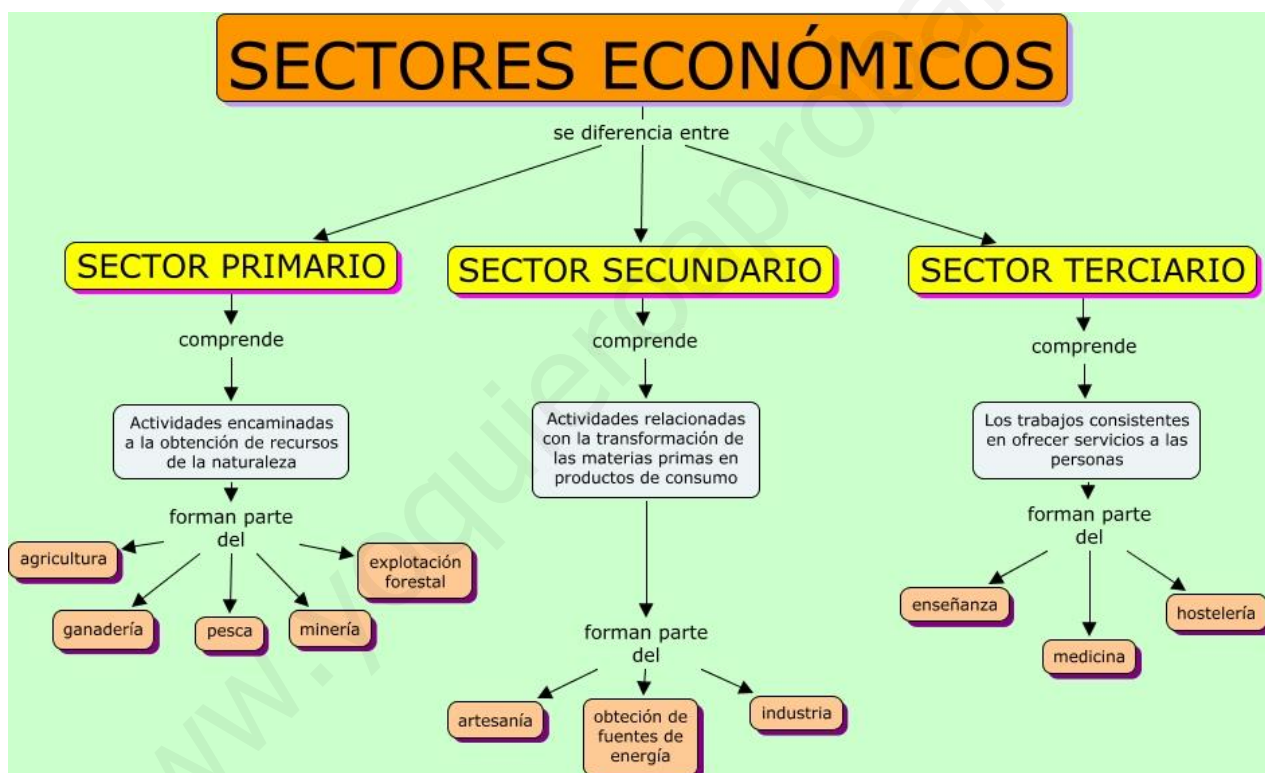 SECTORES ECONÓMICOS
se diferencia entre
SECTOR PRIMARIO
comprende
Actividades encaminadas
a la obtención de recursos
de la naturaleza
forman parte
del
agricultura
ganadería
pesca
minería
explotación
forestal
SECTOR SECUNDARIO
comprende
Actividades relacionadas
con la transformación de
las materias primas en
productos de consumo
forman parte
del
artesanía
obteción de
fuentes de
energía
industria
SECTOR TERCIARIO
comprende
Los trabajos consistentes
en ofrecer servicios a las
personas
forman parte
del
enseñanza
medicina
hostelería